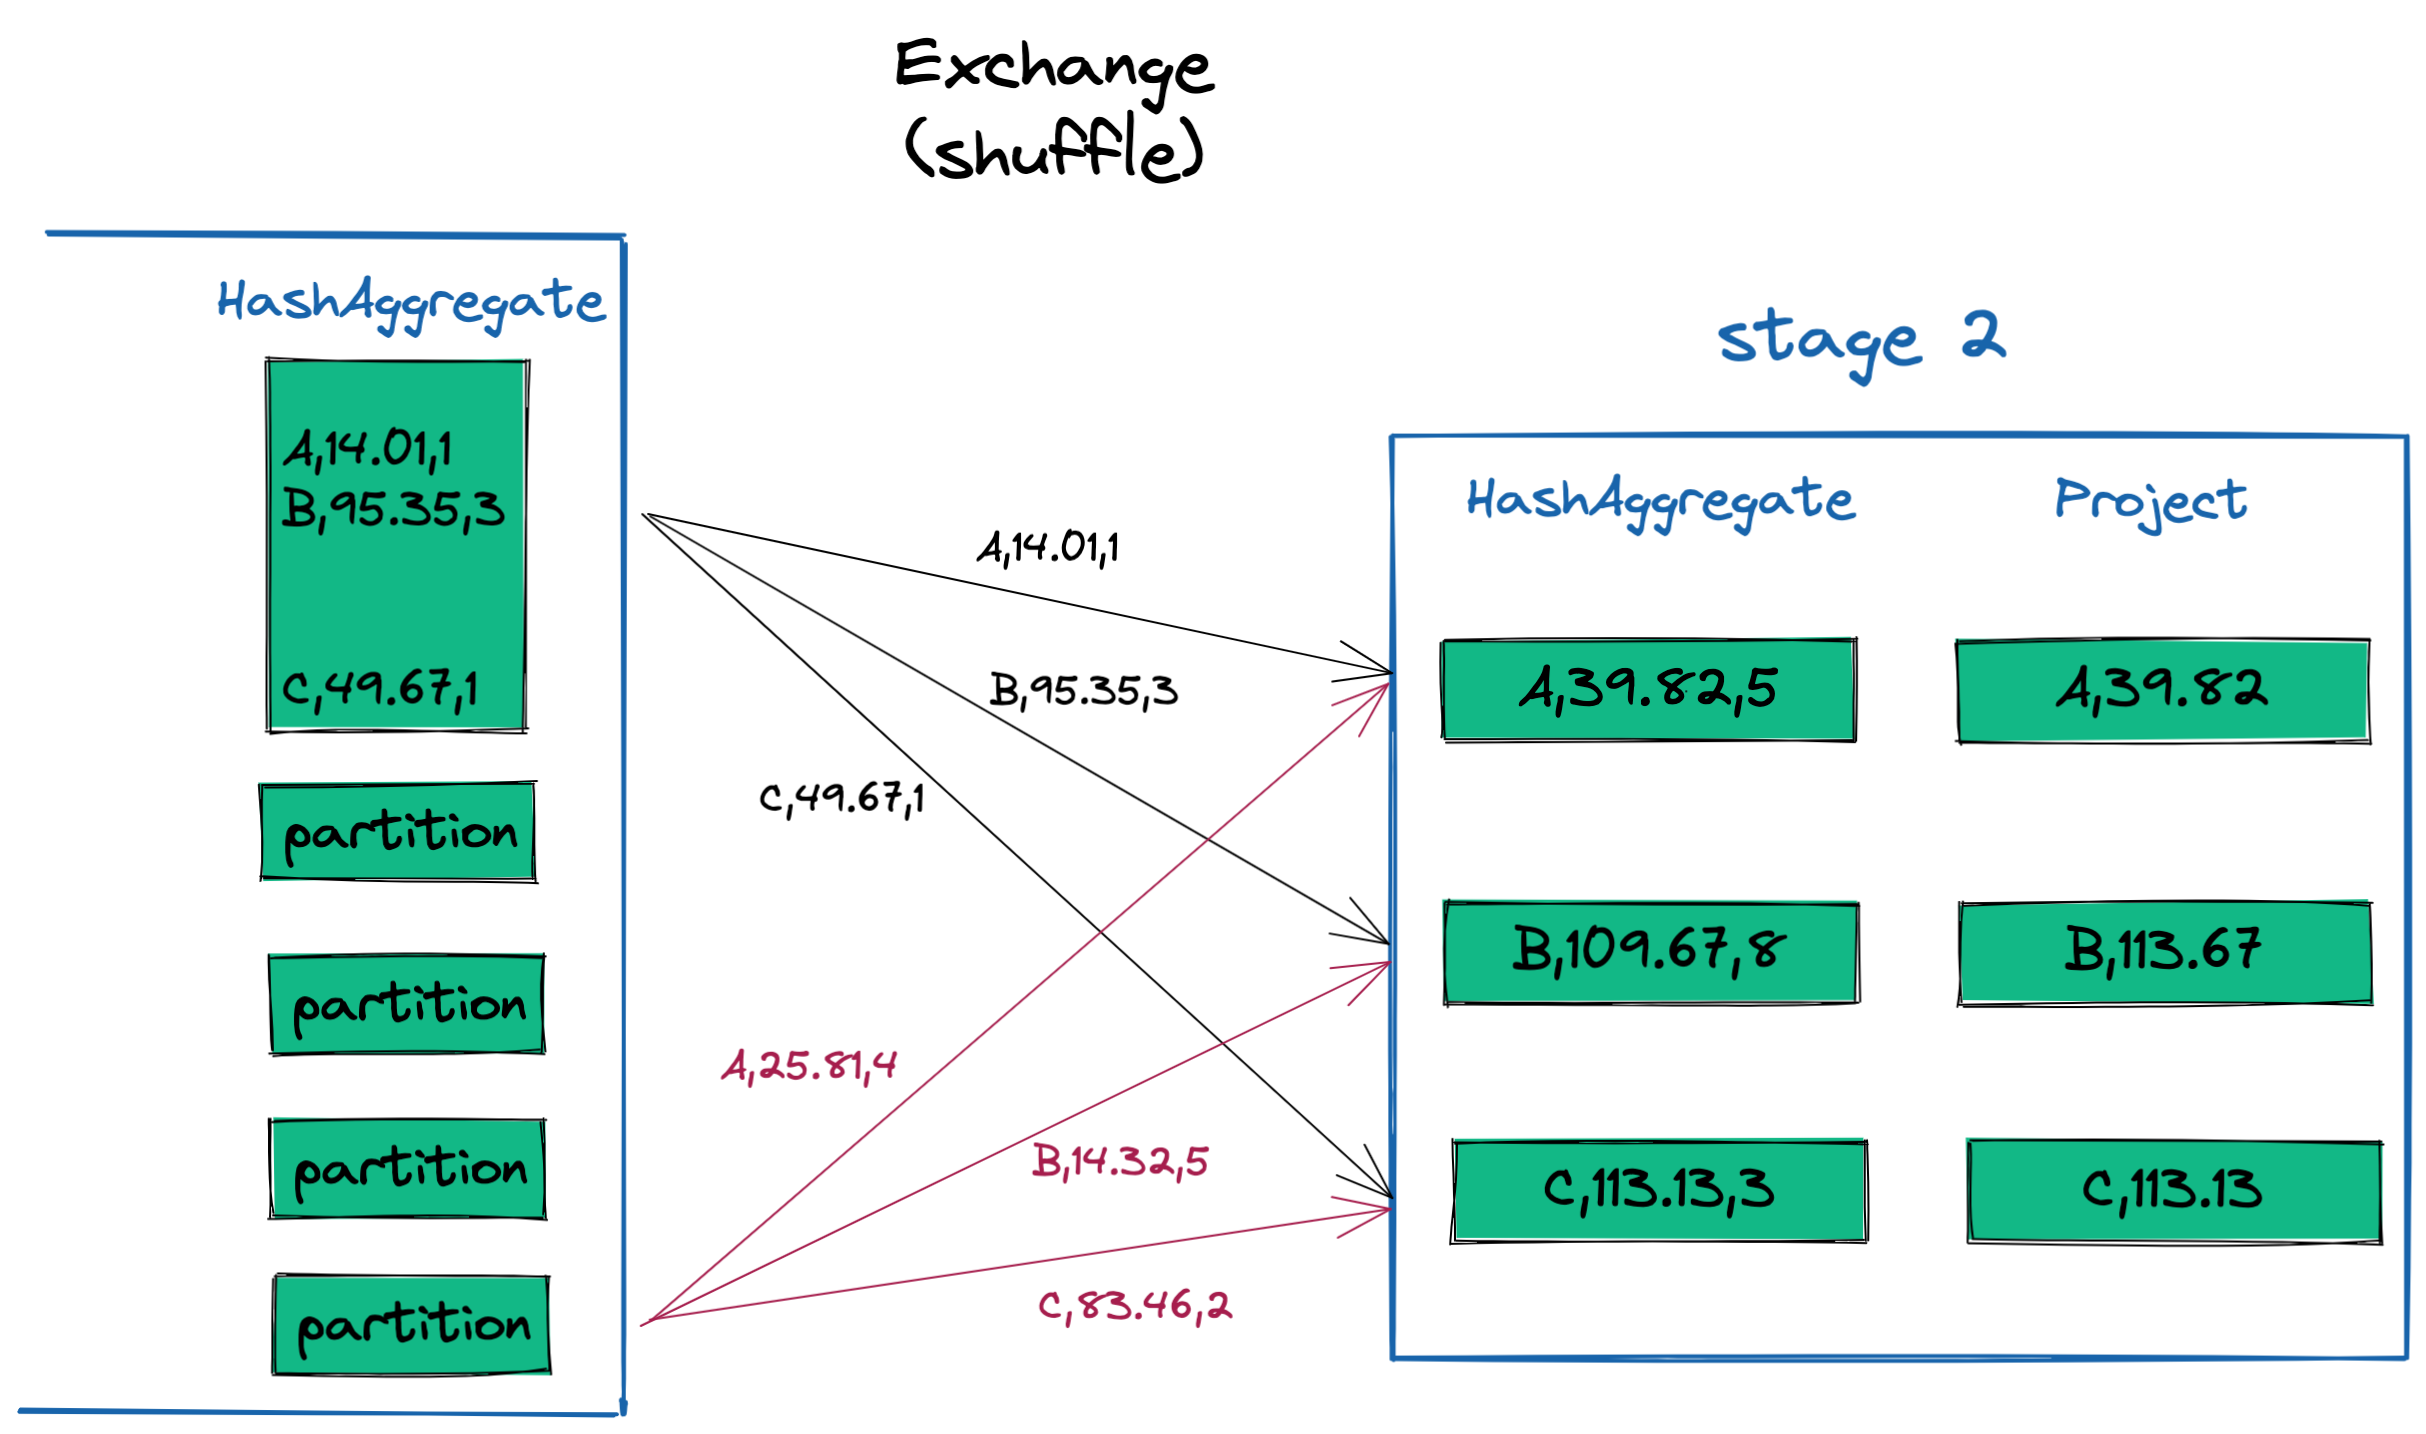 Exchange
(shuffle)
HashAggregate
A,14.01,1
B,95.35,3
C,49.67,1
partition
partition
partition
partition
A,14.01,1
B,95.35,3
C,49.67,1
A,25.81,4
B,14.32,5
C,83.46,2
stage 2
HashAggregate
Project
A,39.82,5
A,39.82
B,109.67,8
B,113.67
C,113.13,3
C,113.13